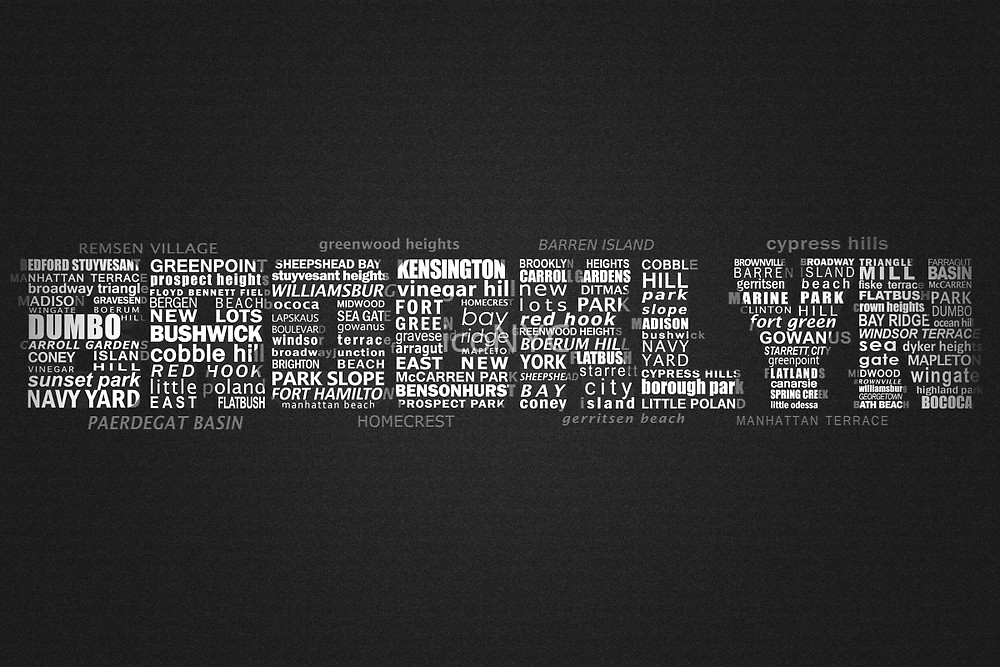 REMSEN VILLAGE
greenwood heights
BARREN ISLAND
cypress hills
BEDFORD STUYVESANT
MANHATTAN TERRACE
broadway triangle
MADISON GRAVESEND
WINGATE BOERUM HILL
DUMBO
CARROLL GARDENS
CONEY ISLAND
VINEGAR HILL
sunset park
NAVY YARD
GREENPOINT
prospect heights
FLOYD BENNETT FIELD
BERGEN BEACH
NEW LOTS
BUSHWICK
cobble hill
RED HOOK
little poland
EAST FLATBUSH
SHEEPSHEAD BAY
stuyvesant heights
WILLIAMSBURG
bococa MIDWOOD
LAPSKAUS SEA GATE
BOULEVARD gowanus
windsor terrace
broadway junction
BRIGHTON BEACH
PARK SLOPE
FORT HAMILTON
manhattan beach
KENSINGTON
vinegar hill
FORT HOMECREST
GREEN bay
gravesend ridge
farragut MAPLETON
EAST NEW
McCARREN PARK
BENSONHURST
PROSPECT PARK
BROOKLYN HEIGHTS
CARROLL GARDENS
new DITMAS
lots PARK
red hook
GREENWOOD HEIGHTS
BOERUM HILL
YORK FLATBUSH
SHEEPSHEAD starrett
BAY city
coney island
COBBLE
HILL
park
slope
MADISON
bushwick
NAVY
YARD
CYPRESS HILLS
borough park
LITTLE POLAND
BROWNVILLE BROADWAY
BARREN ISLAND
gerritsen beach
MARINE PARK
CLINTON HILL
fort green
GOWANUS
STARRETT CITY
greenpoint
FLATLANDS
canarsie
SPRING CREEK
little odessa
TRIANGLE
MILL
fiske terrace
FLATBUSH
crown heights
BAY RIDGE
WINDSOR TERRACE
sea dyker heights
gate MAPLETON
MIDWOOD
BROWNVILLE
williamsburg
GEORGETOWN
BATH BEACH
FARRAGUT
BASIN
McCARREN
PARK
DUMBO
ocean hill
wingate
highland park
BOCOCA
PAERDEGAT BASIN
HOMECREST
gerritsen beach
MANHATTAN TERRACE